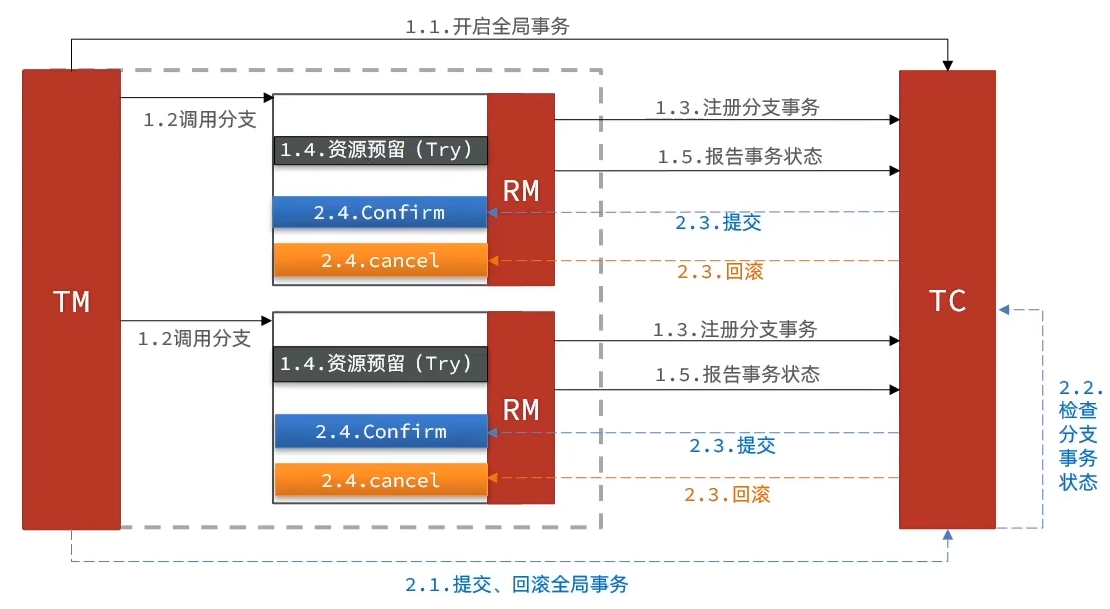 1.1.开启全局事务
TM
1.2调用分支
1.4.资源预留（Try）
2.4.Confirm
2.4.cancel
RM
1.3.注册分支事务
1.5.报告事务状态
2.3.提交
2.3.回滚
TC
1.2调用分支
1.4.资源预留（Try）
2.4.Confirm
2.4.cancel
RM
1.3.注册分支事务
1.5.报告事务状态
2.3.提交
2.3.回滚
2.2.
检查
分支
事务
状态
2.1.提交、回滚全局事务